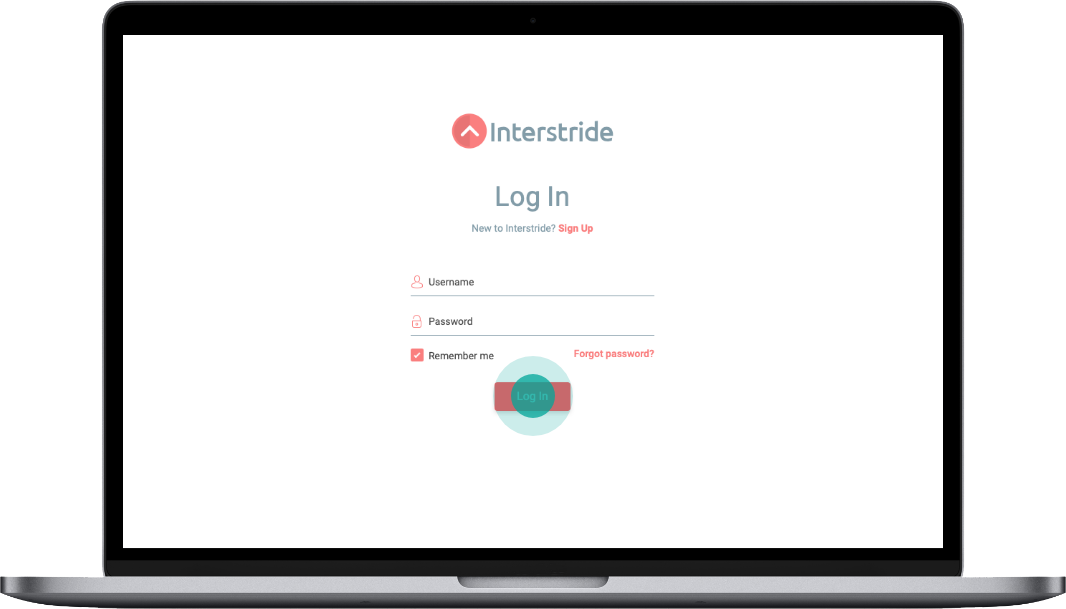 Interstride
Log In
New to Interstride? Sign Up
Username
Password
Remember me
Forgot password?
Log In